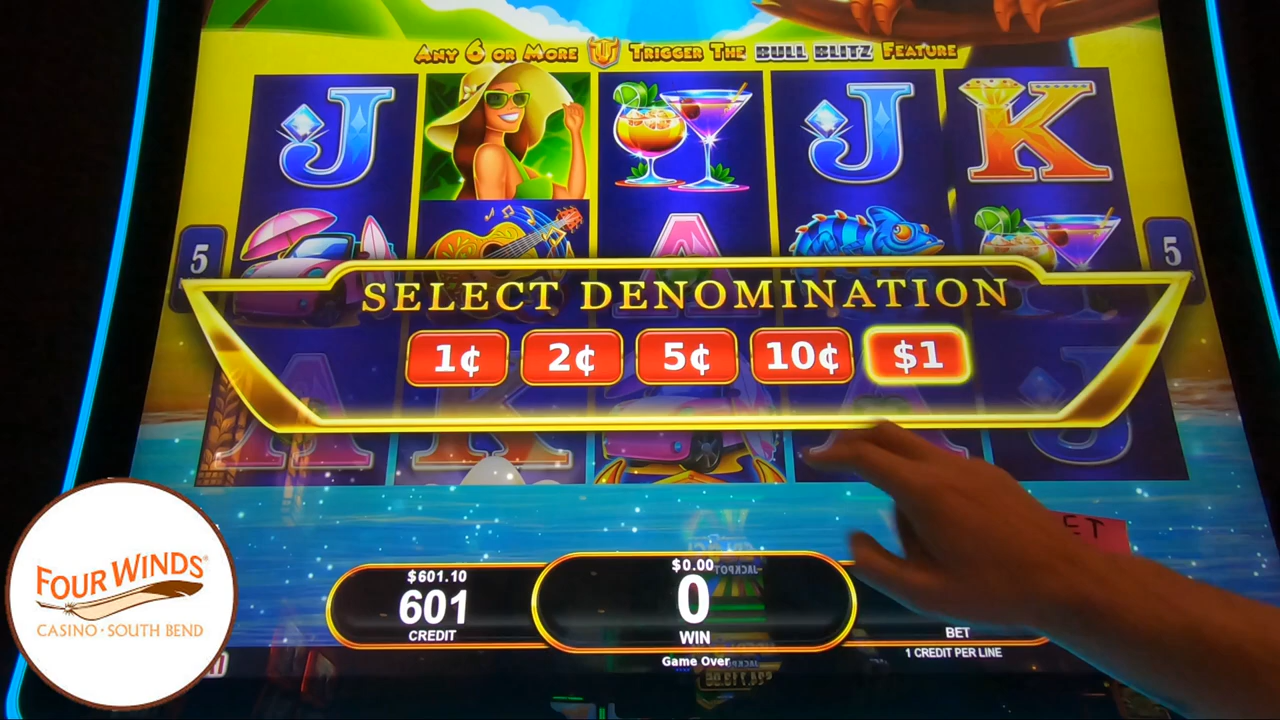 ANY 6 OR MORE TRIGGER THE BULL BLITZ FEATURE
J
J
K
A
5
5
SELECT DENOMINATION
1¢ 2¢ 5¢ 10¢ $1
A
K
A
J
$601.10
601
CREDIT
$0.00
0
WIN
Game Over
BET
1 CREDIT PER LINE
FOUR WINDS®
CASINO · SOUTH BEND